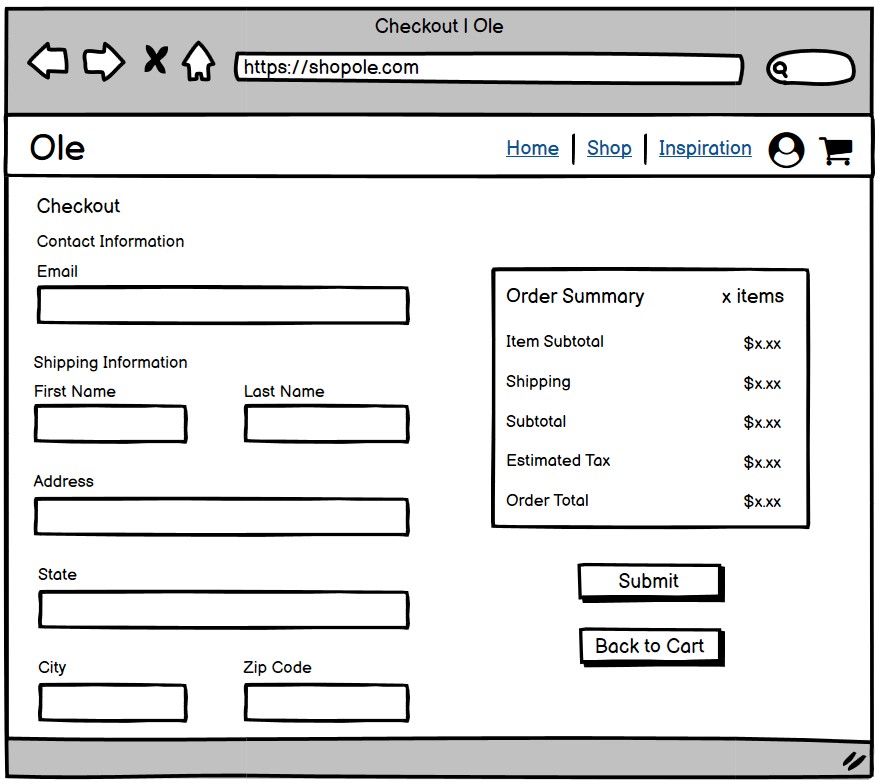 Checkout | Ole
https://shopole.com
Ole
Home | Shop | Inspiration
Checkout
Contact Information
Email
Shipping Information
First Name Last Name
Address
State
City Zip Code
Order Summary x items
Item Subtotal $x.xx
Shipping $x.xx
Subtotal $x.xx
Estimated Tax $x.xx
Order Total $x.xx
Submit
Back to Cart